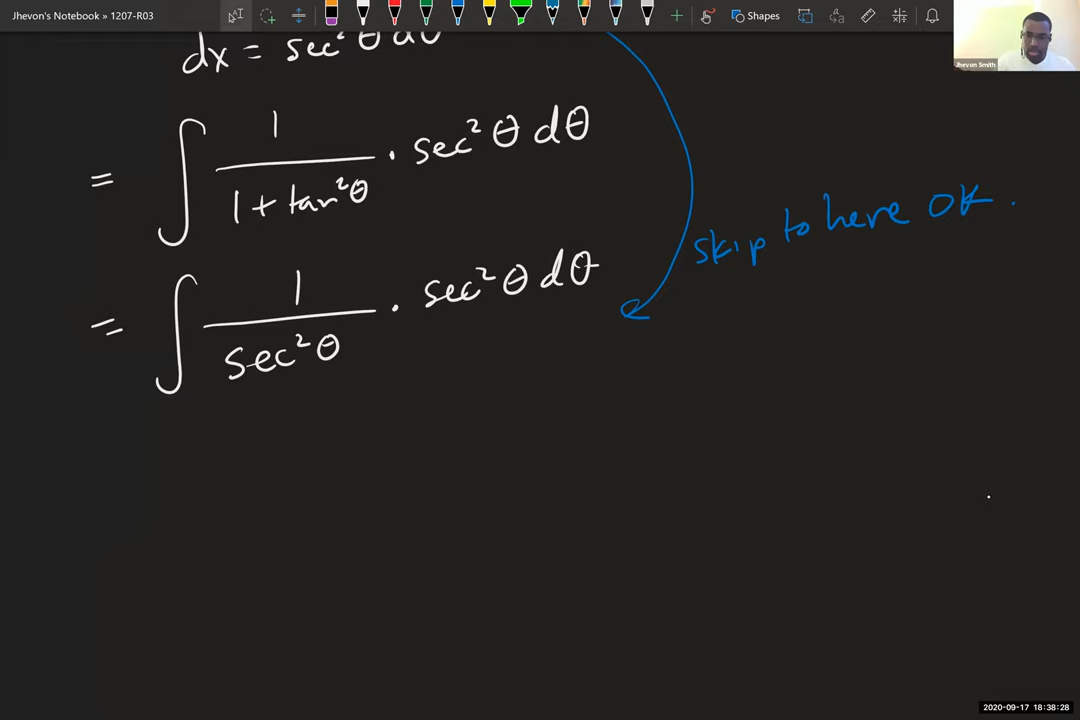 Jhevon's Notebook » 1207-R03
Shapes
Jhevon Smith
dx = sec²θ dθ
= ∫ 1/(1 + tan²θ) · sec²θ dθ
= ∫ 1/sec²θ · sec²θ dθ
skip to here OK.
2020-09-17 18:38:28